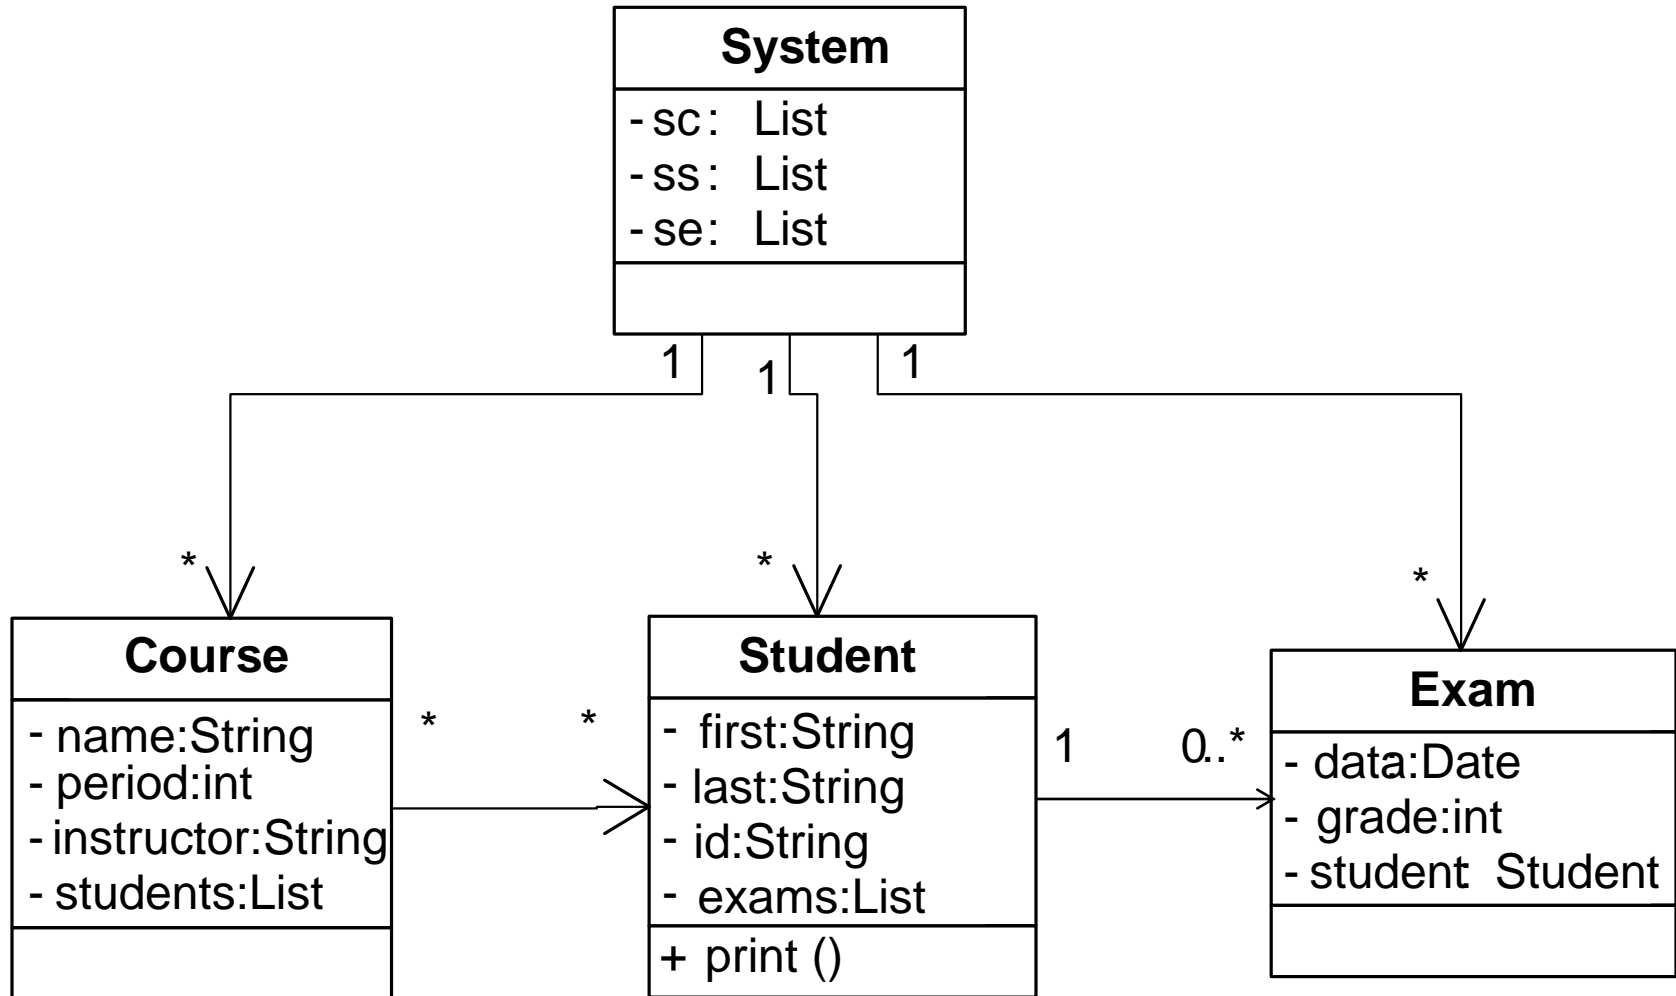 System
- sc: List
- ss: List
- se: List
1
1
1
*
*
*
Course
- name:String
- period:int
- instructor:String
- students:List
*
*
Student
- first:String
- last:String
- id:String
- exams:List
+ print ()
1
0..*
Exam
- data:Date
- grade:int
- student: Student